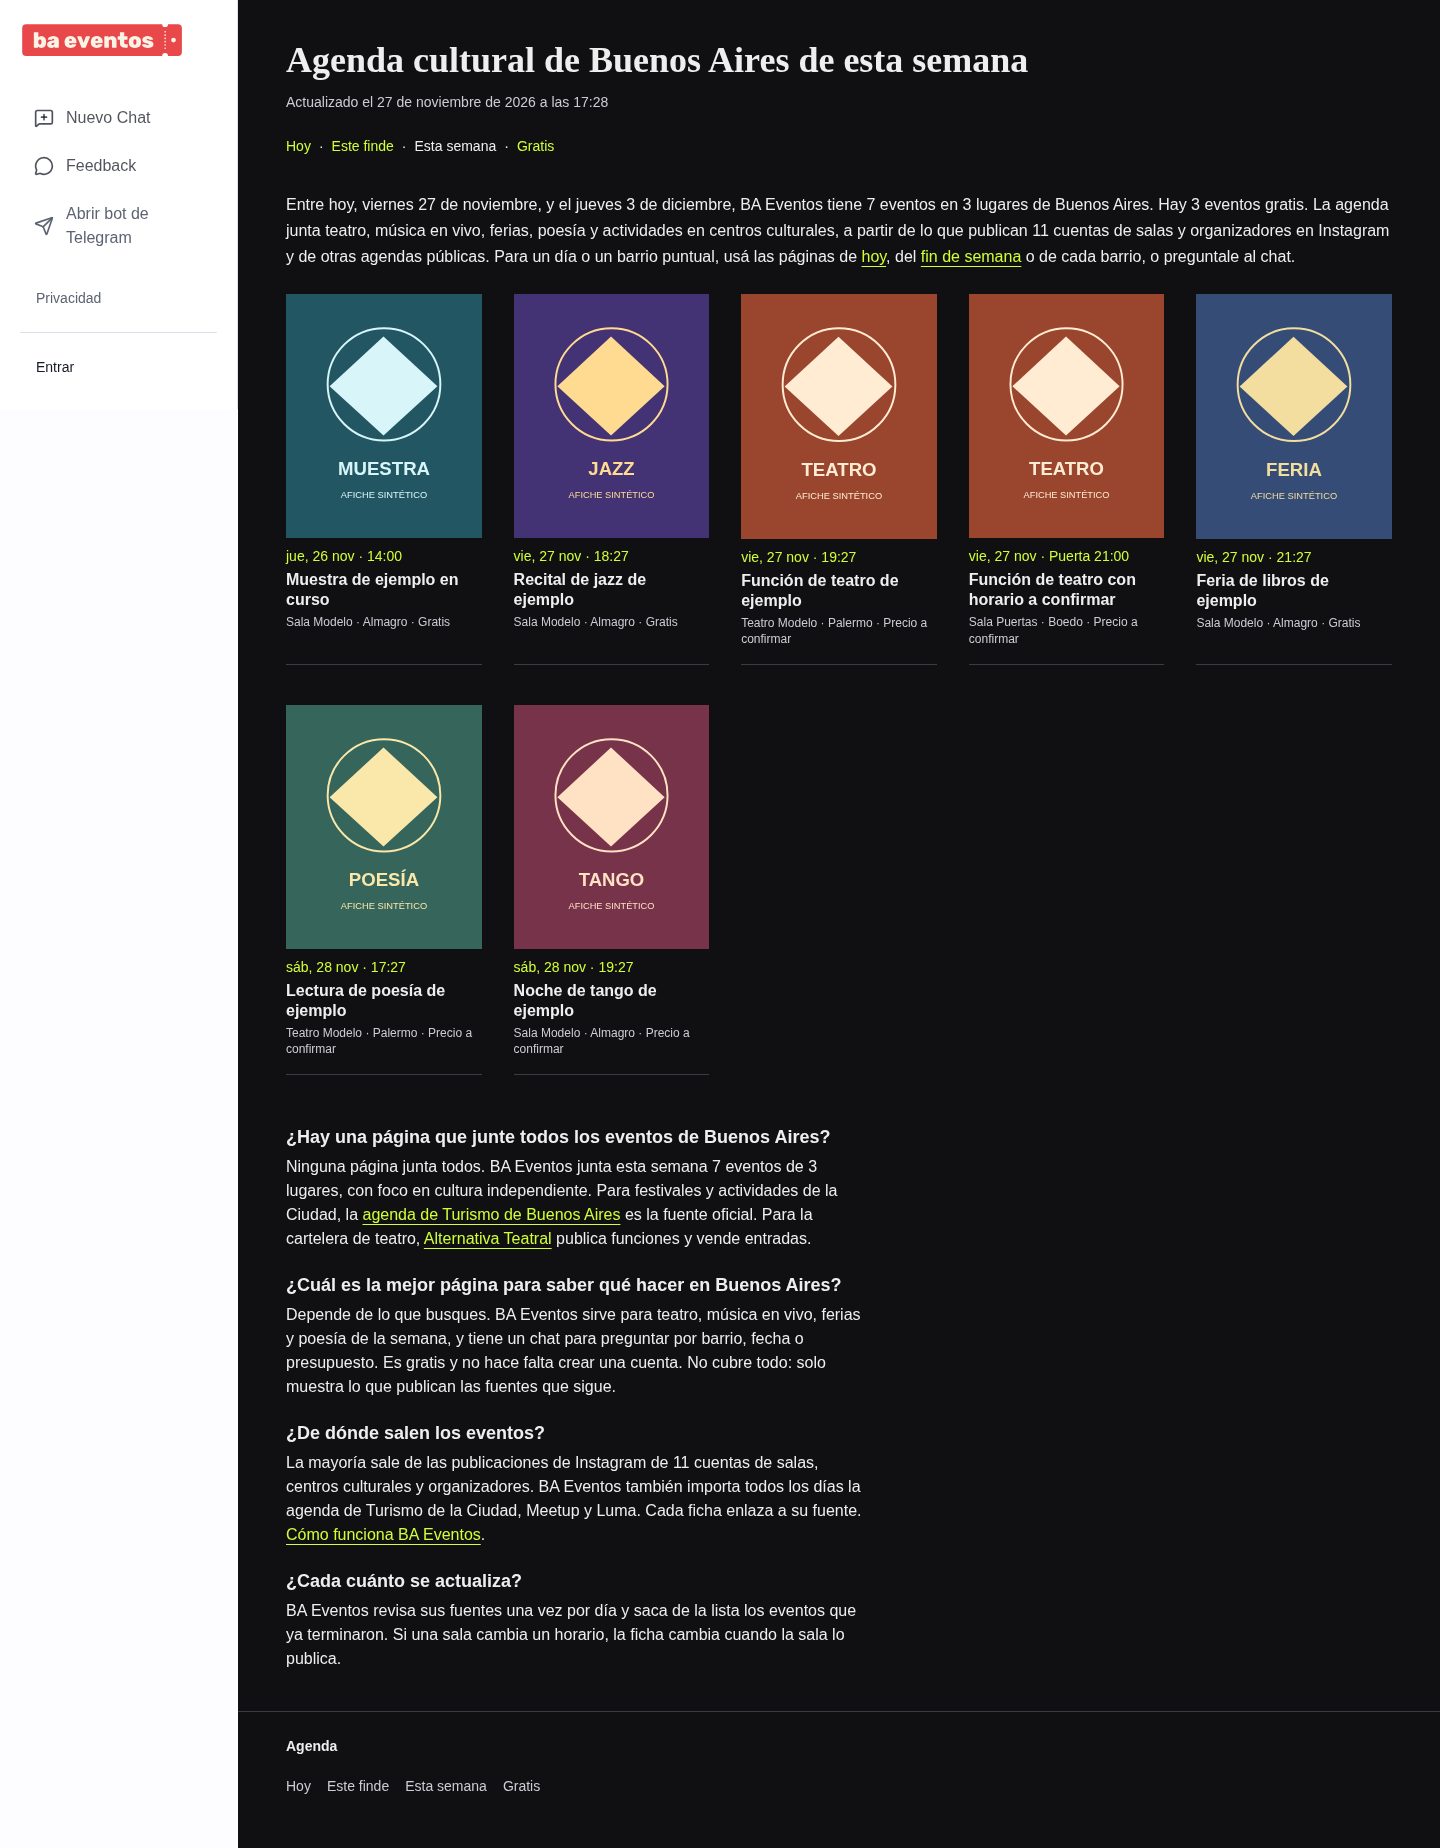 ba eventos
Nuevo Chat
Feedback
Abrir bot de
Telegram
Privacidad
Entrar
Agenda cultural de Buenos Aires de esta semana
Actualizado el 27 de noviembre de 2026 a las 17:28
Hoy · Este finde · Esta semana · Gratis
Entre hoy, viernes 27 de noviembre, y el jueves 3 de diciembre, BA Eventos tiene 7 eventos en 3 lugares de Buenos Aires. Hay 3 eventos gratis. La agenda
junta teatro, música en vivo, ferias, poesía y actividades en centros culturales, a partir de lo que publican 11 cuentas de salas y organizadores en Instagram
y de otras agendas públicas. Para un día o un barrio puntual, usá las páginas de hoy, del fin de semana o de cada barrio, o preguntale al chat.
MUESTRA
AFICHE SINTÉTICO
jue, 26 nov · 14:00
Muestra de ejemplo en
curso
Sala Modelo · Almagro · Gratis
JAZZ
AFICHE SINTÉTICO
vie, 27 nov · 18:27
Recital de jazz de
ejemplo
Sala Modelo · Almagro · Gratis
TEATRO
AFICHE SINTÉTICO
vie, 27 nov · 19:27
Función de teatro de
ejemplo
Teatro Modelo · Palermo · Precio a
confirmar
TEATRO
AFICHE SINTÉTICO
vie, 27 nov · Puerta 21:00
Función de teatro con
horario a confirmar
Sala Puertas · Boedo · Precio a
confirmar
FERIA
AFICHE SINTÉTICO
vie, 27 nov · 21:27
Feria de libros de
ejemplo
Sala Modelo · Almagro · Gratis
POESÍA
AFICHE SINTÉTICO
sáb, 28 nov · 17:27
Lectura de poesía de
ejemplo
Teatro Modelo · Palermo · Precio a
confirmar
TANGO
AFICHE SINTÉTICO
sáb, 28 nov · 19:27
Noche de tango de
ejemplo
Sala Modelo · Almagro · Precio a
confirmar
¿Hay una página que junte todos los eventos de Buenos Aires?
Ninguna página junta todos. BA Eventos junta esta semana 7 eventos de 3
lugares, con foco en cultura independiente. Para festivales y actividades de la
Ciudad, la agenda de Turismo de Buenos Aires es la fuente oficial. Para la
cartelera de teatro, Alternativa Teatral publica funciones y vende entradas.
¿Cuál es la mejor página para saber qué hacer en Buenos Aires?
Depende de lo que busques. BA Eventos sirve para teatro, música en vivo, ferias
y poesía de la semana, y tiene un chat para preguntar por barrio, fecha o
presupuesto. Es gratis y no hace falta crear una cuenta. No cubre todo: solo
muestra lo que publican las fuentes que sigue.
¿De dónde salen los eventos?
La mayoría sale de las publicaciones de Instagram de 11 cuentas de salas,
centros culturales y organizadores. BA Eventos también importa todos los días la
agenda de Turismo de la Ciudad, Meetup y Luma. Cada ficha enlaza a su fuente.
Cómo funciona BA Eventos.
¿Cada cuánto se actualiza?
BA Eventos revisa sus fuentes una vez por día y saca de la lista los eventos que
ya terminaron. Si una sala cambia un horario, la ficha cambia cuando la sala lo
publica.
Agenda
Hoy Este finde Esta semana Gratis